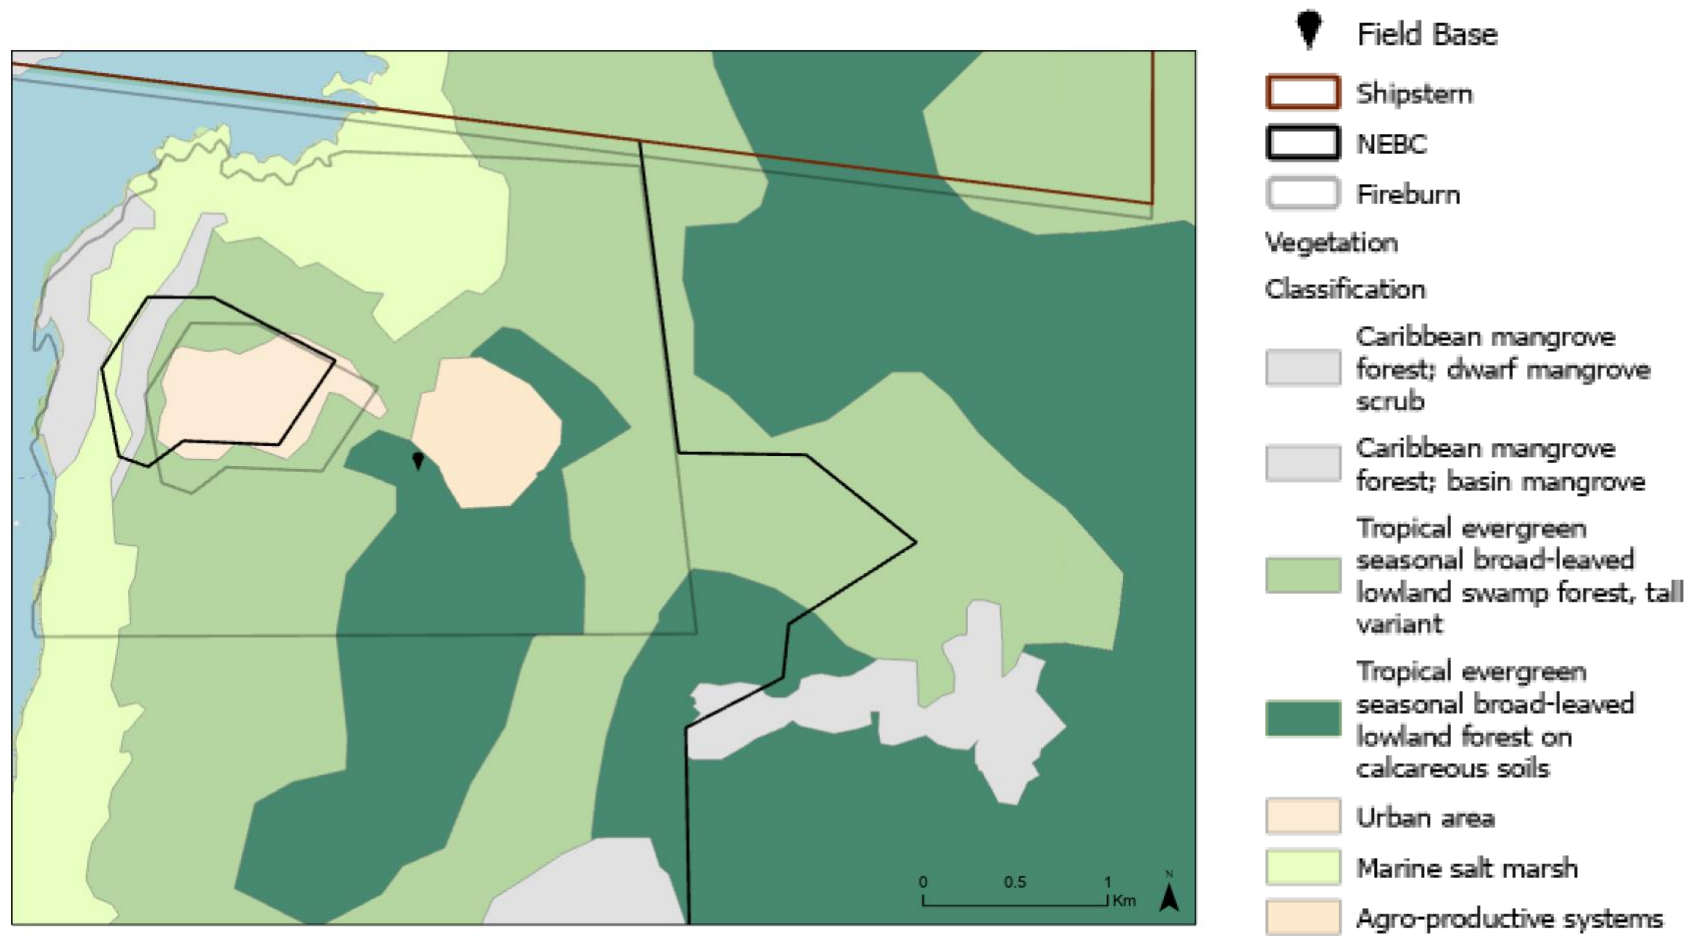 Field Base
Shipstern
NEBC
Fireburn
Vegetation
Classification
Caribbean mangrove
forest; dwarf mangrove
scrub
Caribbean mangrove
forest; basin mangrove
Tropical evergreen
seasonal broad-leaved
lowland swamp forest, tall
variant
Tropical evergreen
seasonal broad-leaved
lowland forest on
calcareous soils
Urban area
Marine salt marsh
Agro-productive systems
0 0.5 1
Km
N